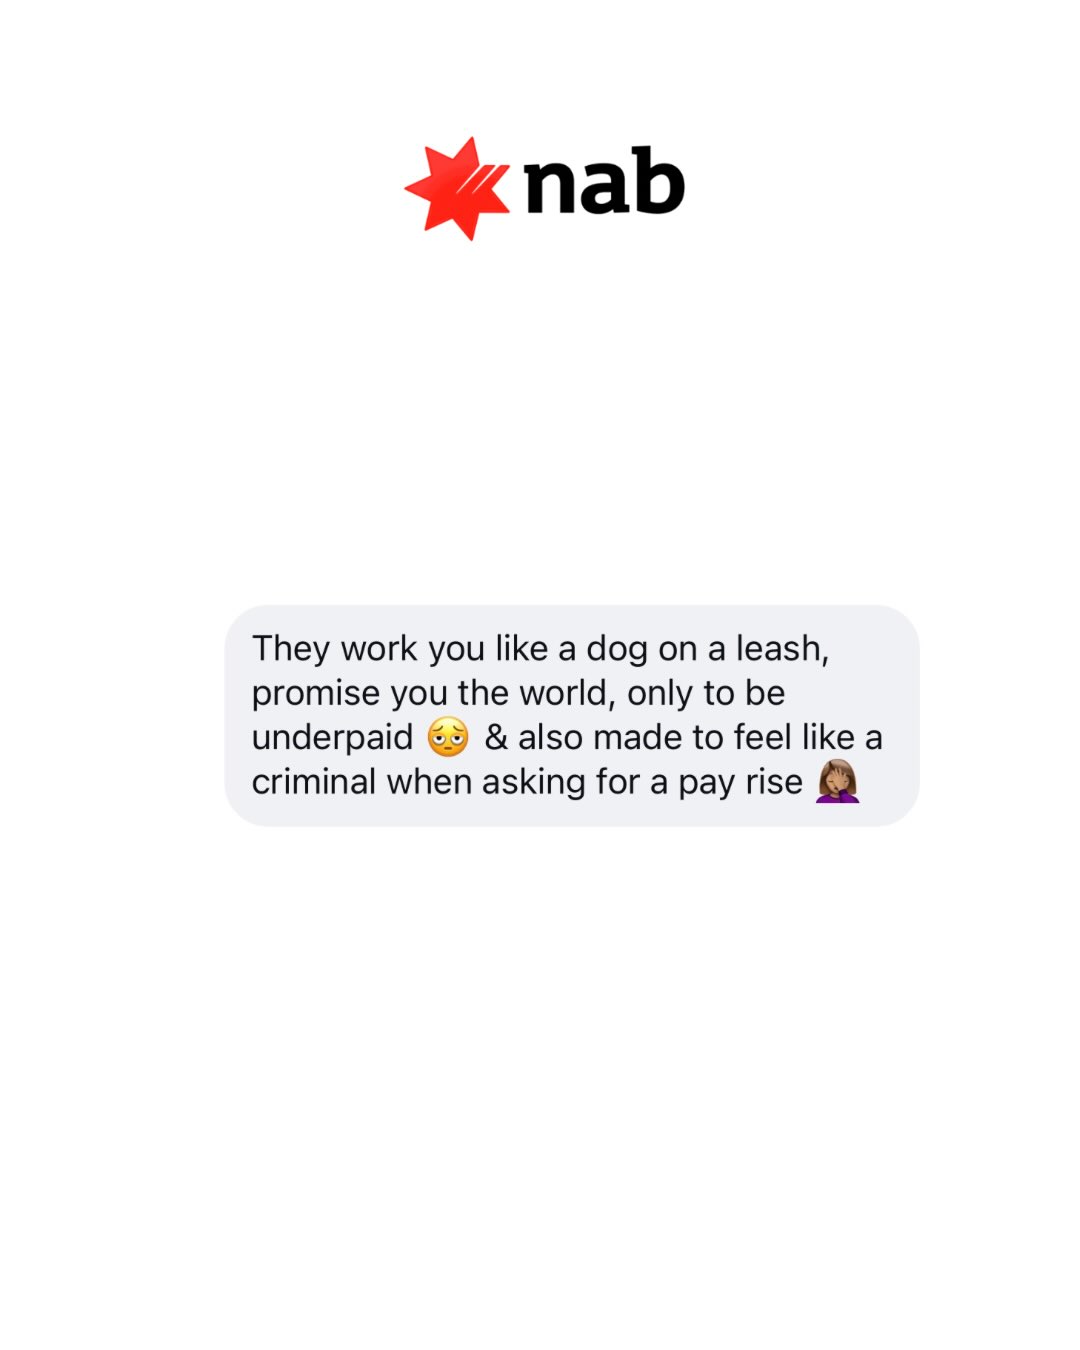 nab
They work you like a dog on a leash,
promise you the world, only to be
underpaid 😔 & also made to feel like a
criminal when asking for a pay rise 🤦🏽‍♀️